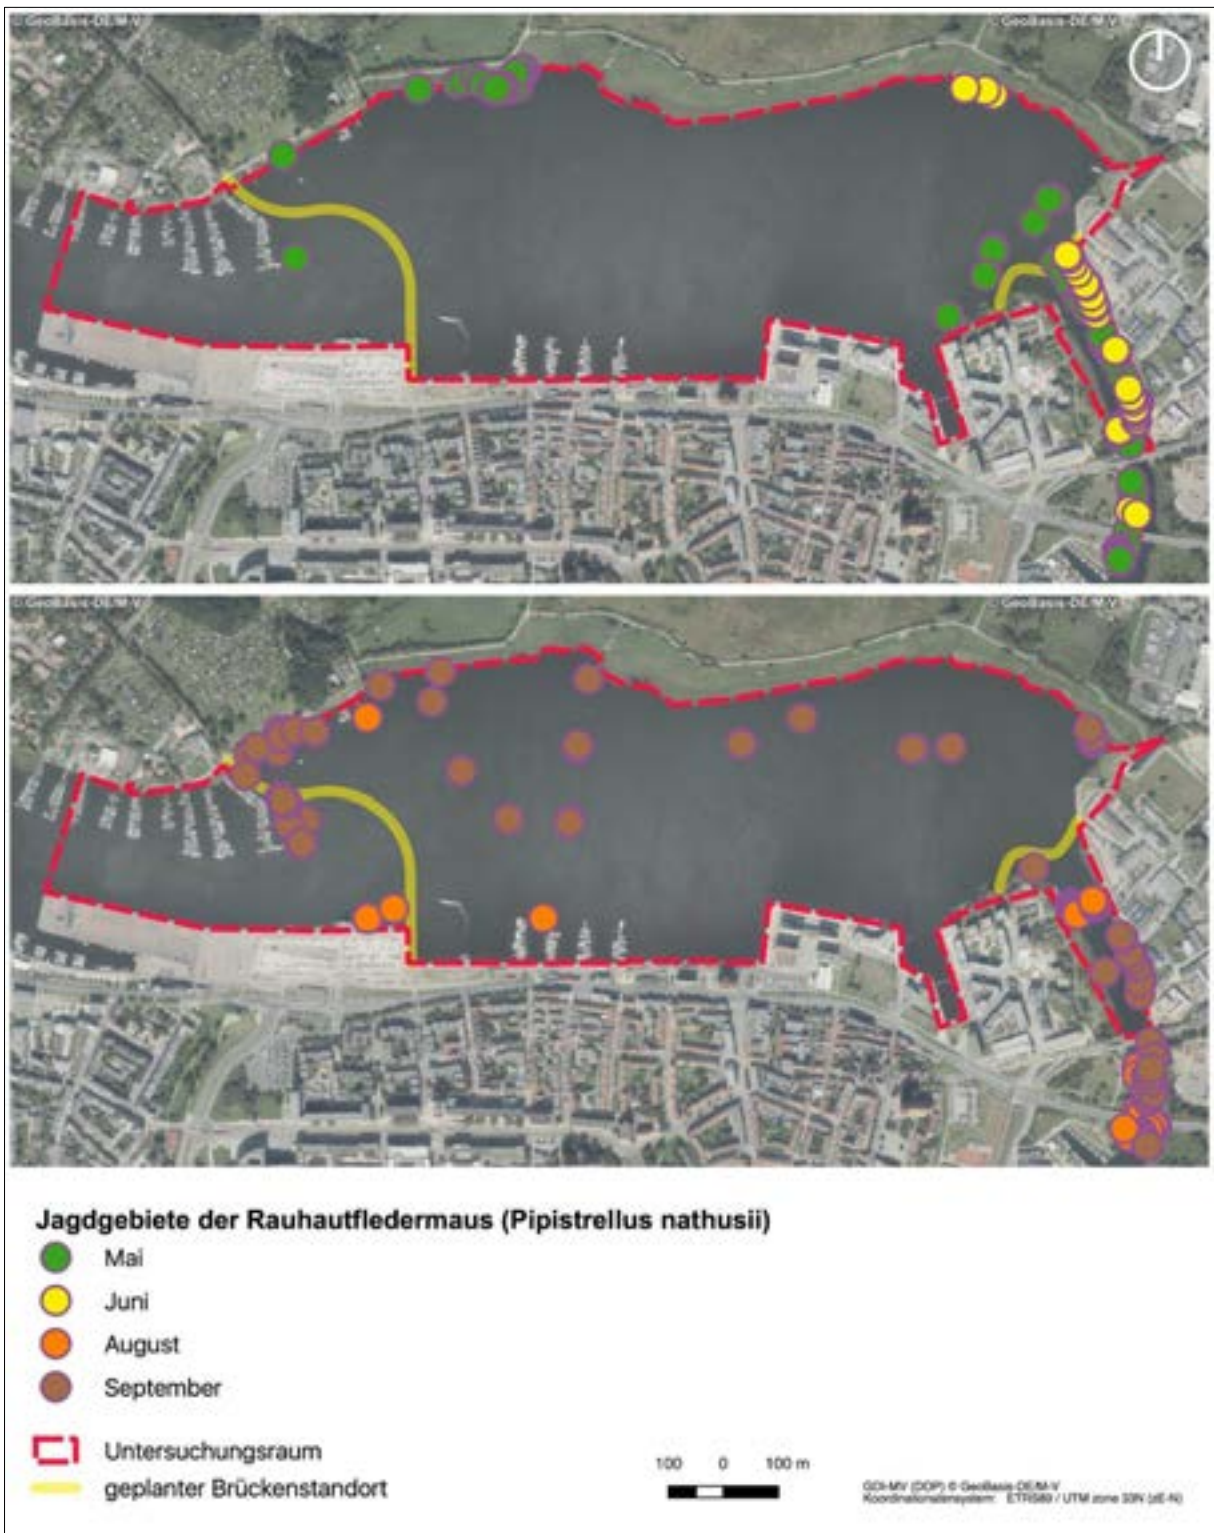 © GeoBasis-DE/M-V
© GeoBasis-DE/M-V
© GeoBasis-DE/M-V
© GeoBasis-DE/M-V
Jagdgebiete der Rauhautfledermaus (Pipistrellus nathusii)
Mai
Juni
August
September
Untersuchungsraum
geplanter Brückenstandort
100 0 100 m
GDI-MV (DOP) © GeoBasis-DE/M-V
Koordinatensystem: ETRS89 / UTM zone 33N (zE-N)